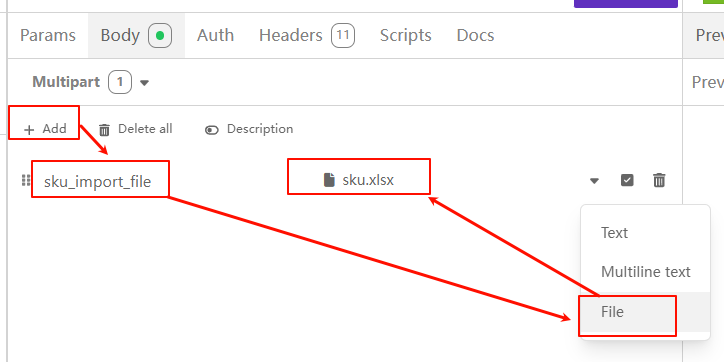 Params Body Auth Headers 11 Scripts Docs Prev
Multipart 1 Prev
+ Add Delete all Description
sku_import_file sku.xlsx
Text
Multiline text
File